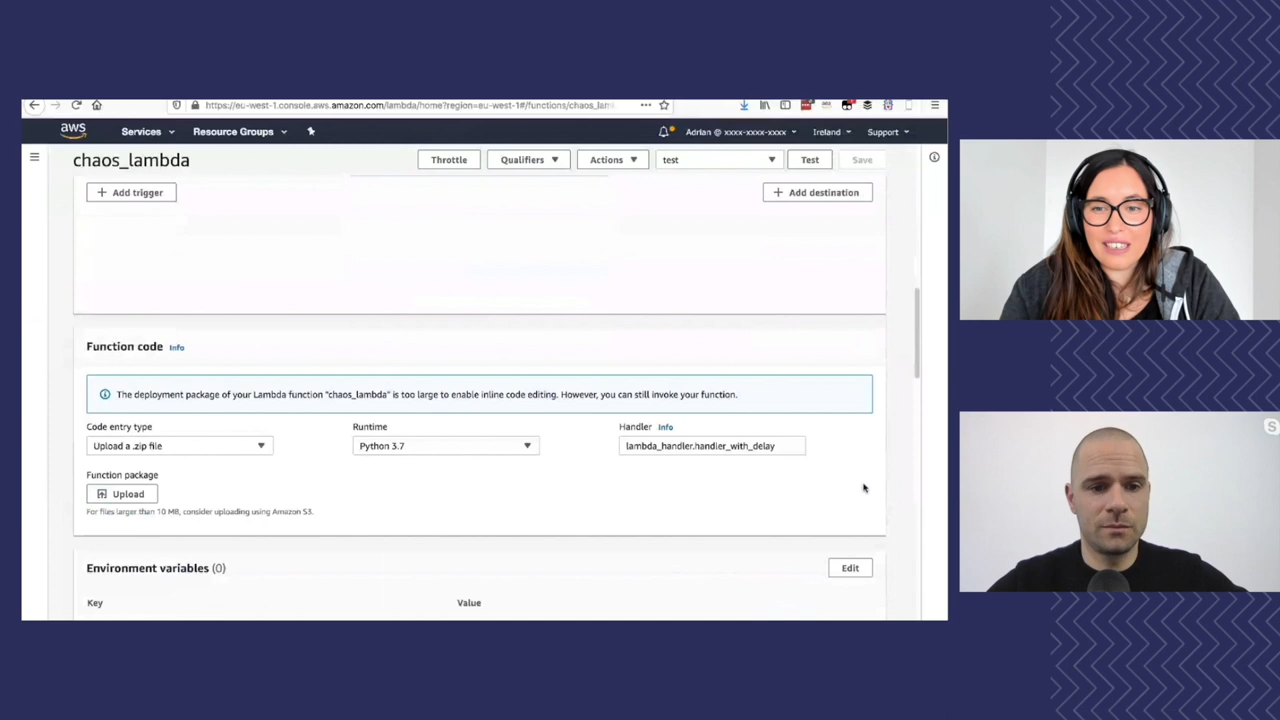 https://eu-west-1.console.aws.amazon.com/lambda/home?region=eu-west-1#/functions/chaos_lam
aws
Services
Resource Groups
Adrian @ xxxx-xxxx-xxxx
Ireland
Support
chaos_lambda
Throttle
Qualifiers
Actions
test
Test
Save
+ Add trigger
+ Add destination
Function code Info
The deployment package of your Lambda function "chaos_lambda" is too large to enable inline code editing. However, you can still invoke your function.
Code entry type
Runtime
Handler Info
Upload a .zip file
Python 3.7
lambda_handler.handler_with_delay
Function package
Upload
For files larger than 10 MB, consider uploading using Amazon S3.
Environment variables (0)
Edit
Key
Value